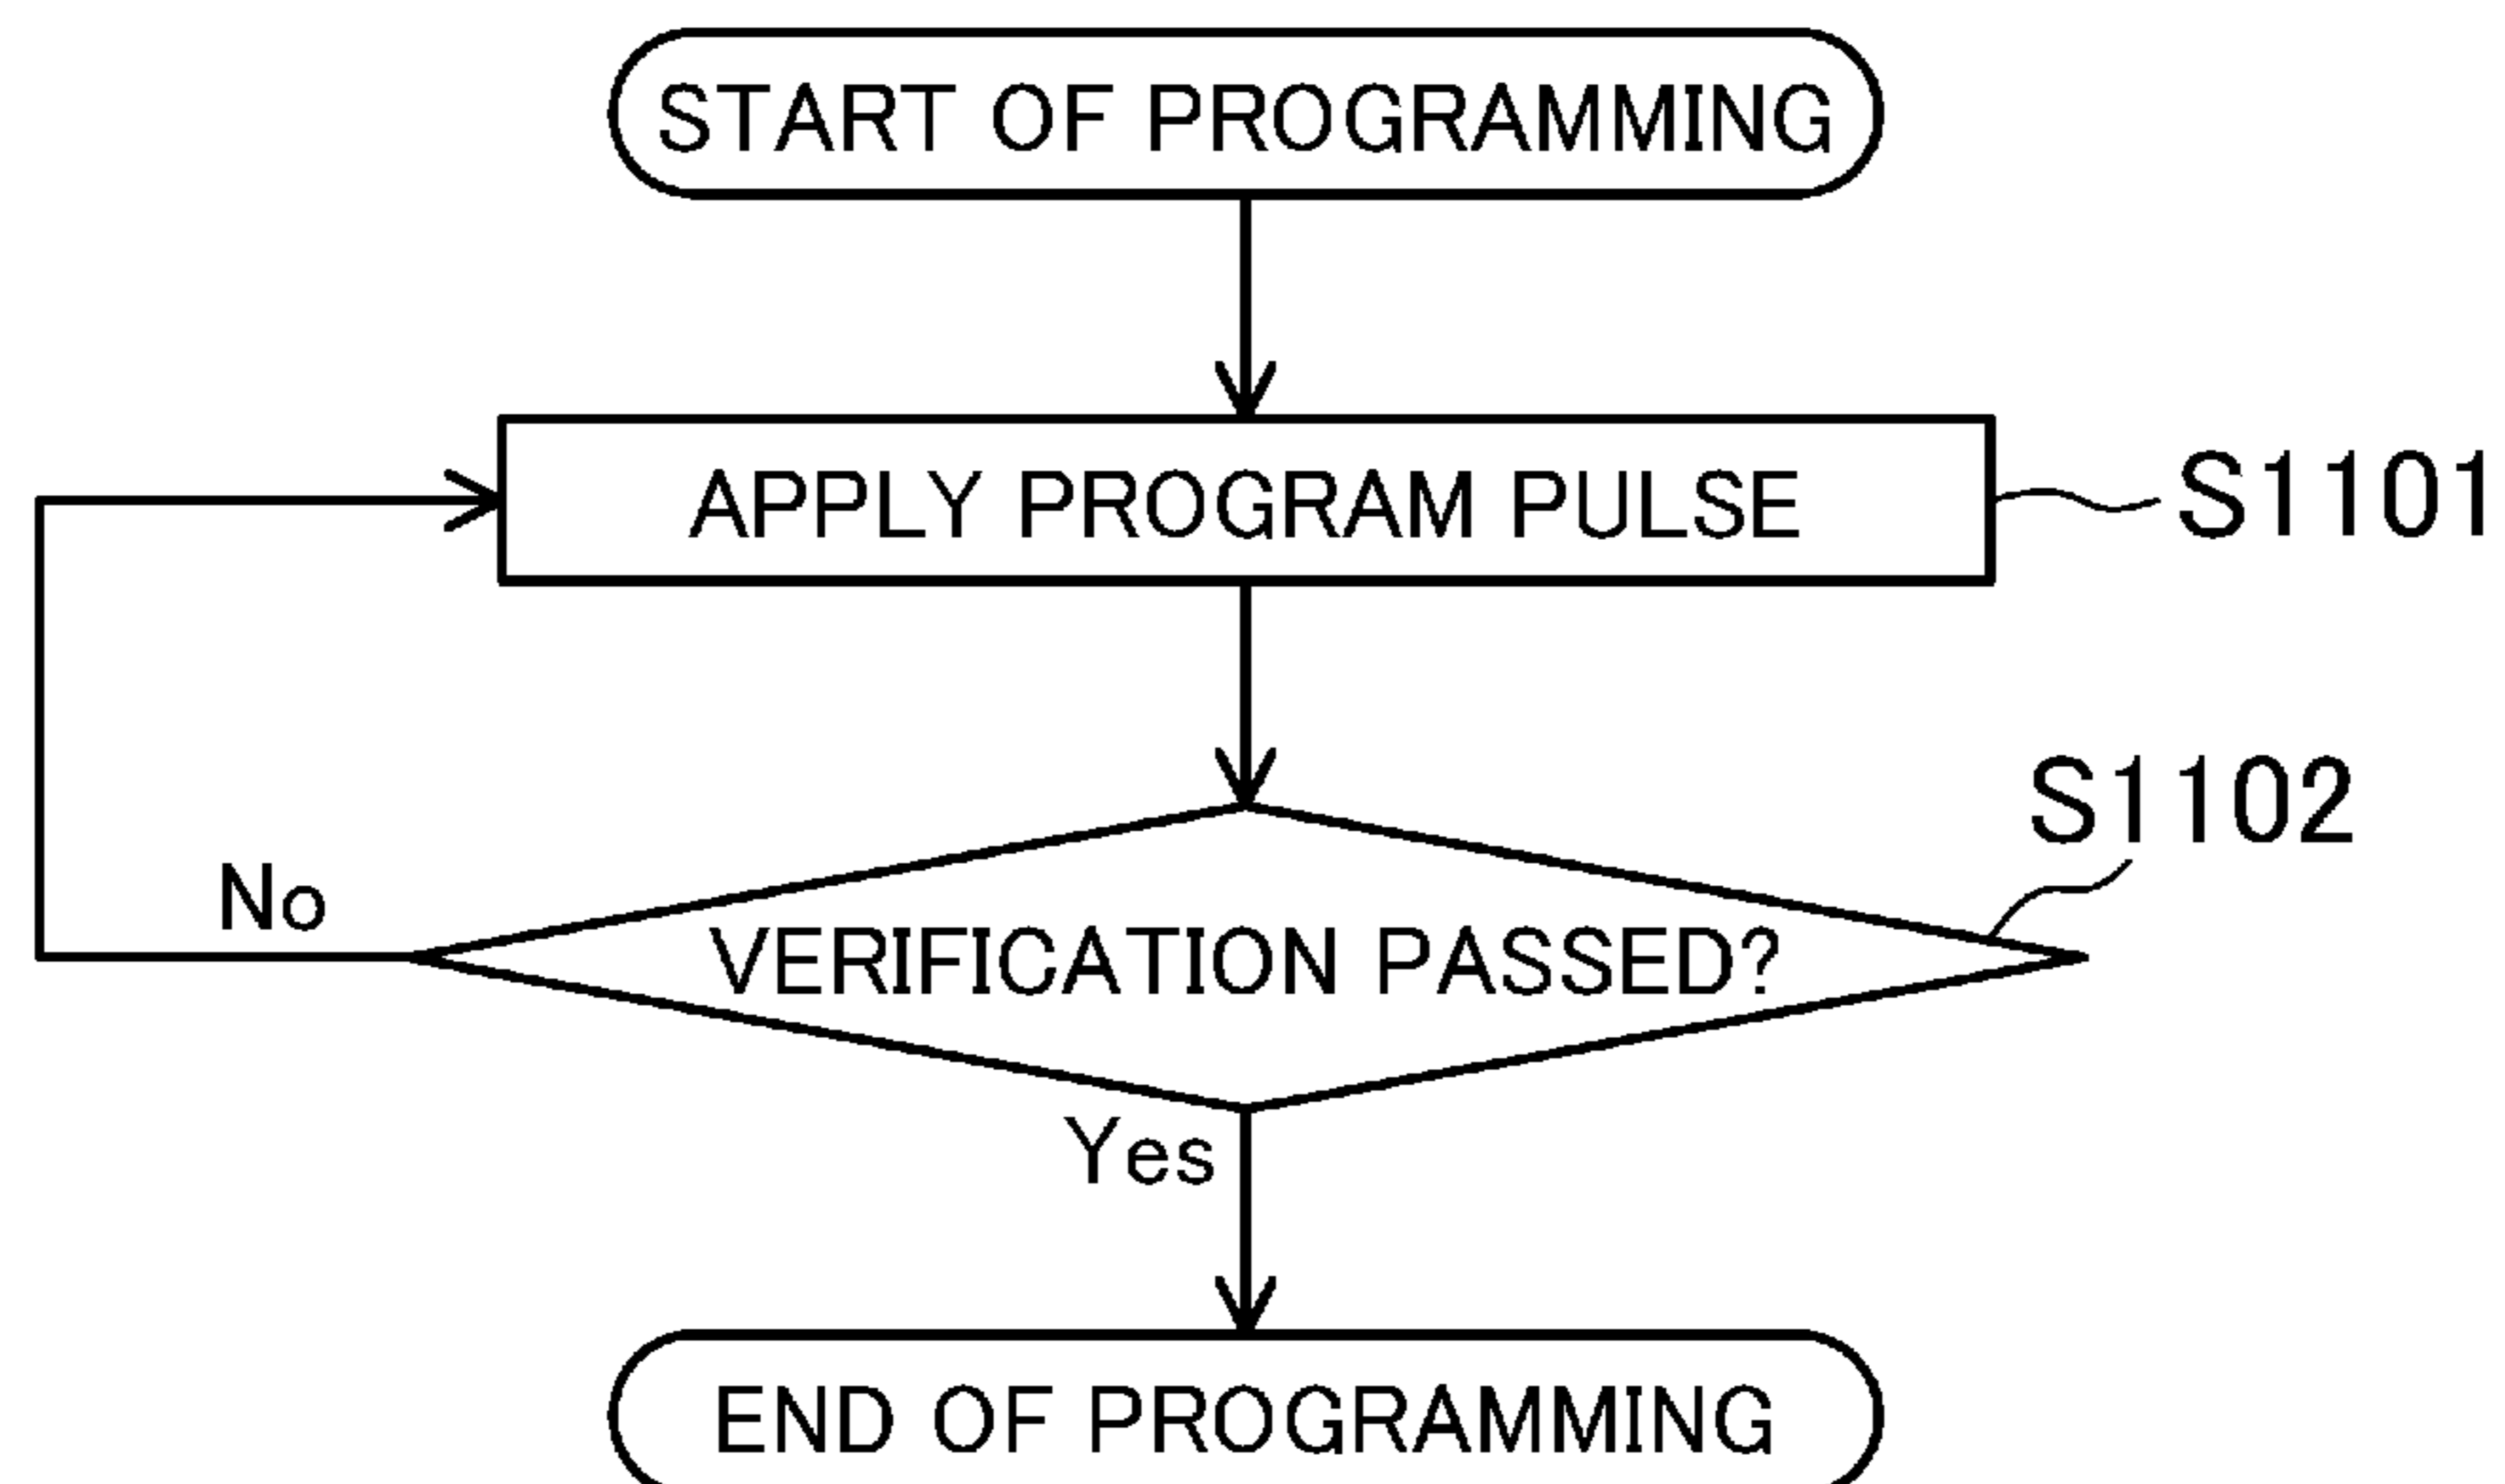 START OF PROGRAMMING
APPLY PROGRAM PULSE
S1101
S1102
No
VERIFICATION PASSED?
Yes
END OF PROGRAMMING